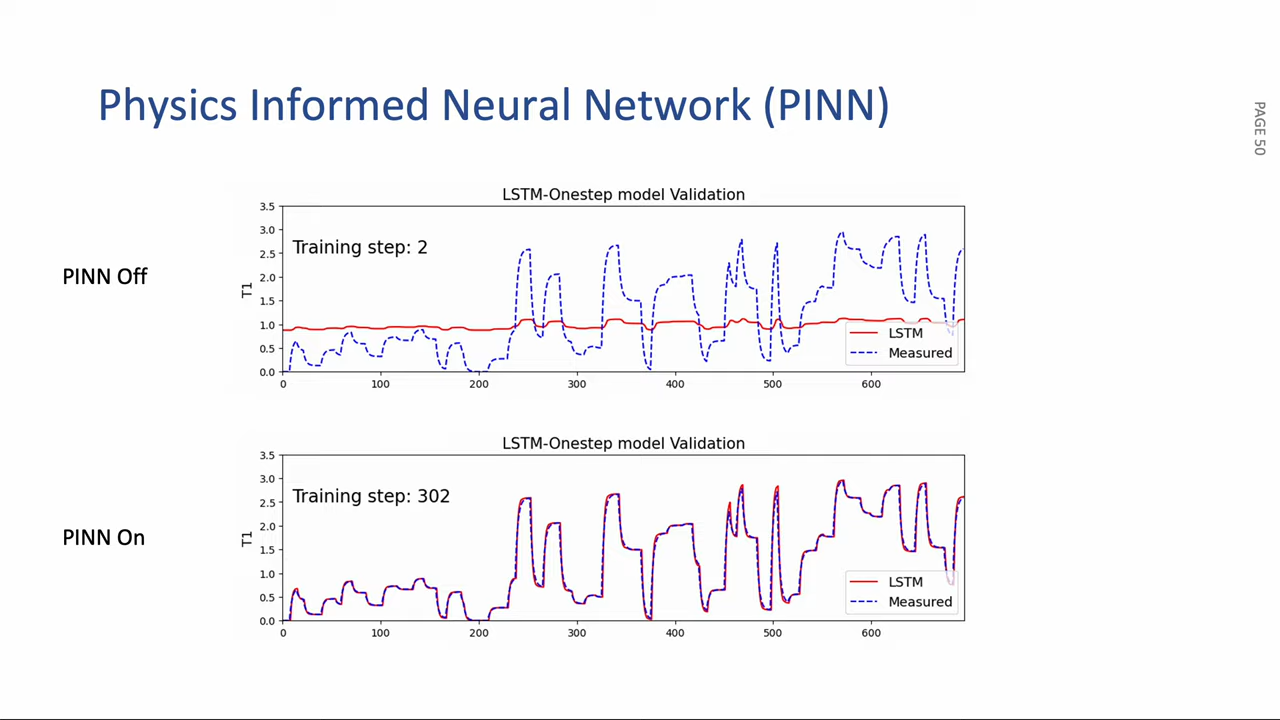 Physics Informed Neural Network (PINN)
PAGE 50
LSTM-Onestep model Validation
PINN Off
Training step: 2
T1
3.5
3.0
2.5
2.0
1.5
1.0
0.5
0.0
0 100 200 300 400 500 600
LSTM
Measured
LSTM-Onestep model Validation
PINN On
Training step: 302
T1
3.5
3.0
2.5
2.0
1.5
1.0
0.5
0.0
0 100 200 300 400 500 600
LSTM
Measured